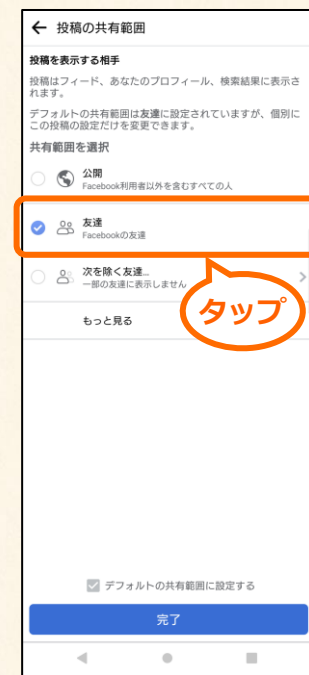 投稿の共有範囲
投稿を表示する相手
投稿はフィード、あなたのプロフィール、検索結果に表示さ
れます。
デフォルトの共有範囲は友達に設定されていますが、個別に
この投稿の設定だけを変更できます。
共有範囲を選択
公開
Facebook利用者以外を含むすべての人
友達
Facebookの友達
次を除く友達...
一部の友達に表示しません
タップ
もっと見る
デフォルトの共有範囲に設定する
完了